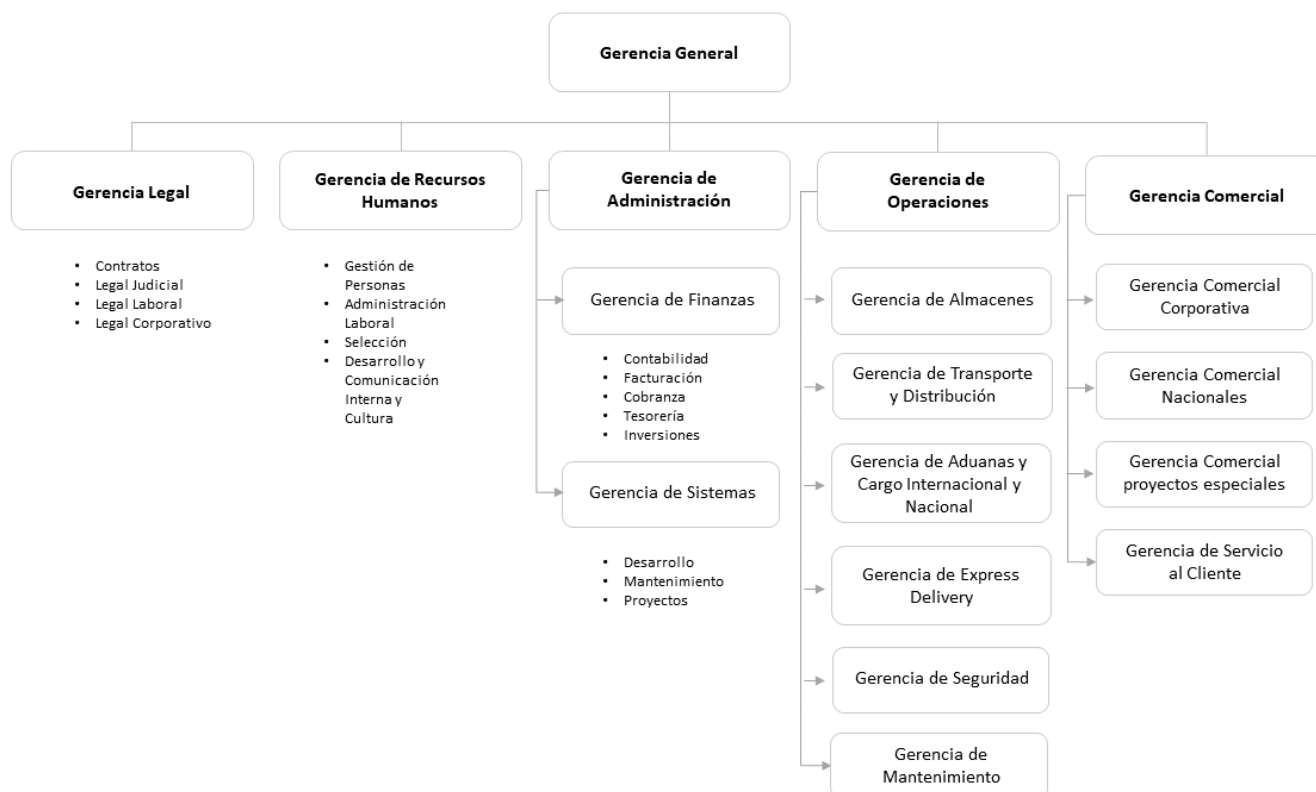 Gerencia General
Gerencia Legal
• Contratos
• Legal Judicial
• Legal Laboral
• Legal Corporativo
Gerencia de Recursos
Humanos
• Gestión de
Personas
• Administración
Laboral
• Selección
• Desarrollo y
Comunicación
Interna y
Cultura
Gerencia de
Administración
Gerencia de Finanzas
• Contabilidad
• Facturación
• Cobranza
• Tesorería
• Inversiones
Gerencia de Sistemas
• Desarrollo
• Mantenimiento
• Proyectos
Gerencia de
Operaciones
Gerencia de Almacenes
Gerencia de Transporte
y Distribución
Gerencia de Aduanas y
Cargo Internacional y
Nacional
Gerencia de Express
Delivery
Gerencia de Seguridad
Gerencia de
Mantenimiento
Gerencia Comercial
Gerencia Comercial
Corporativa
Gerencia Comercial
Nacionales
Gerencia Comercial
proyectos especiales
Gerencia de Servicio
al Cliente